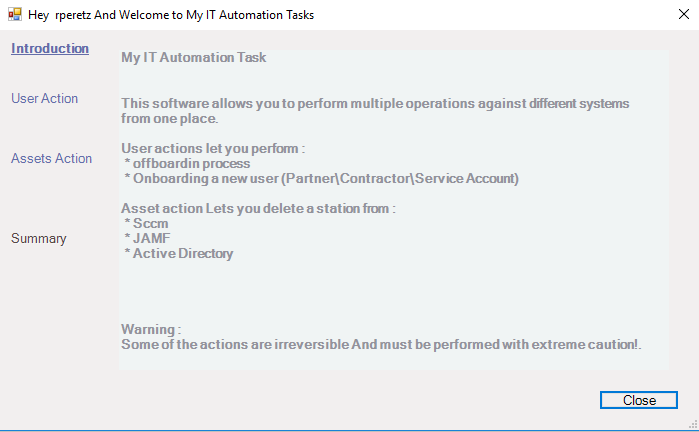 Hey  rperetz And Welcome to My IT Automation Tasks
Introduction
User Action
Assets Action
Summary
My IT Automation Task
This software allows you to perform multiple operations against different systems
from one place.
User actions let you perform :
* offboardin process
* Onboarding a new user (Partner\Contractor\Service Account)
Asset action Lets you delete a station from :
* Sccm
* JAMF
* Active Directory
Warning :
Some of the actions are irreversible And must be performed with extreme caution!.
Close